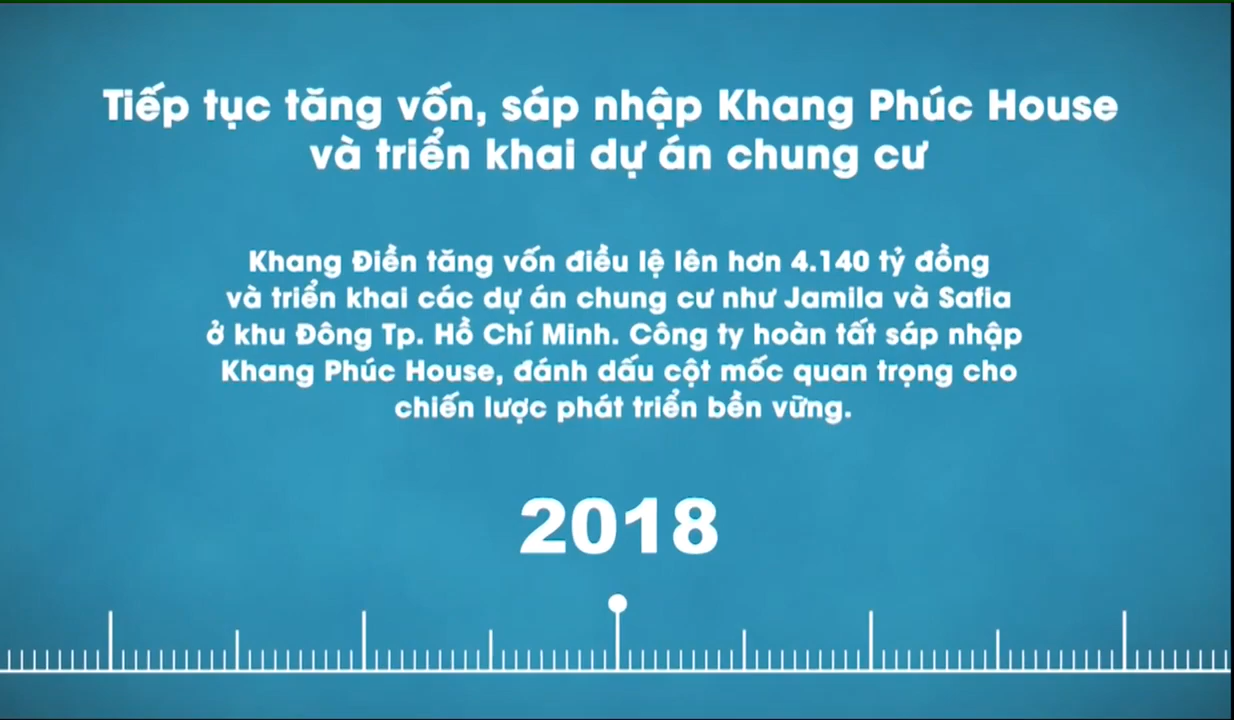 Tiếp tục tăng vốn, sáp nhập Khang Phúc House
và triển khai dự án chung cư
Khang Điền tăng vốn điều lệ lên hơn 4.140 tỷ đồng
và triển khai các dự án chung cư như Jamila và Safia
ở khu Đông Tp. Hồ Chí Minh. Công ty hoàn tất sáp nhập
Khang Phúc House, đánh dấu cột mốc quan trọng cho
chiến lược phát triển bền vững.
2018